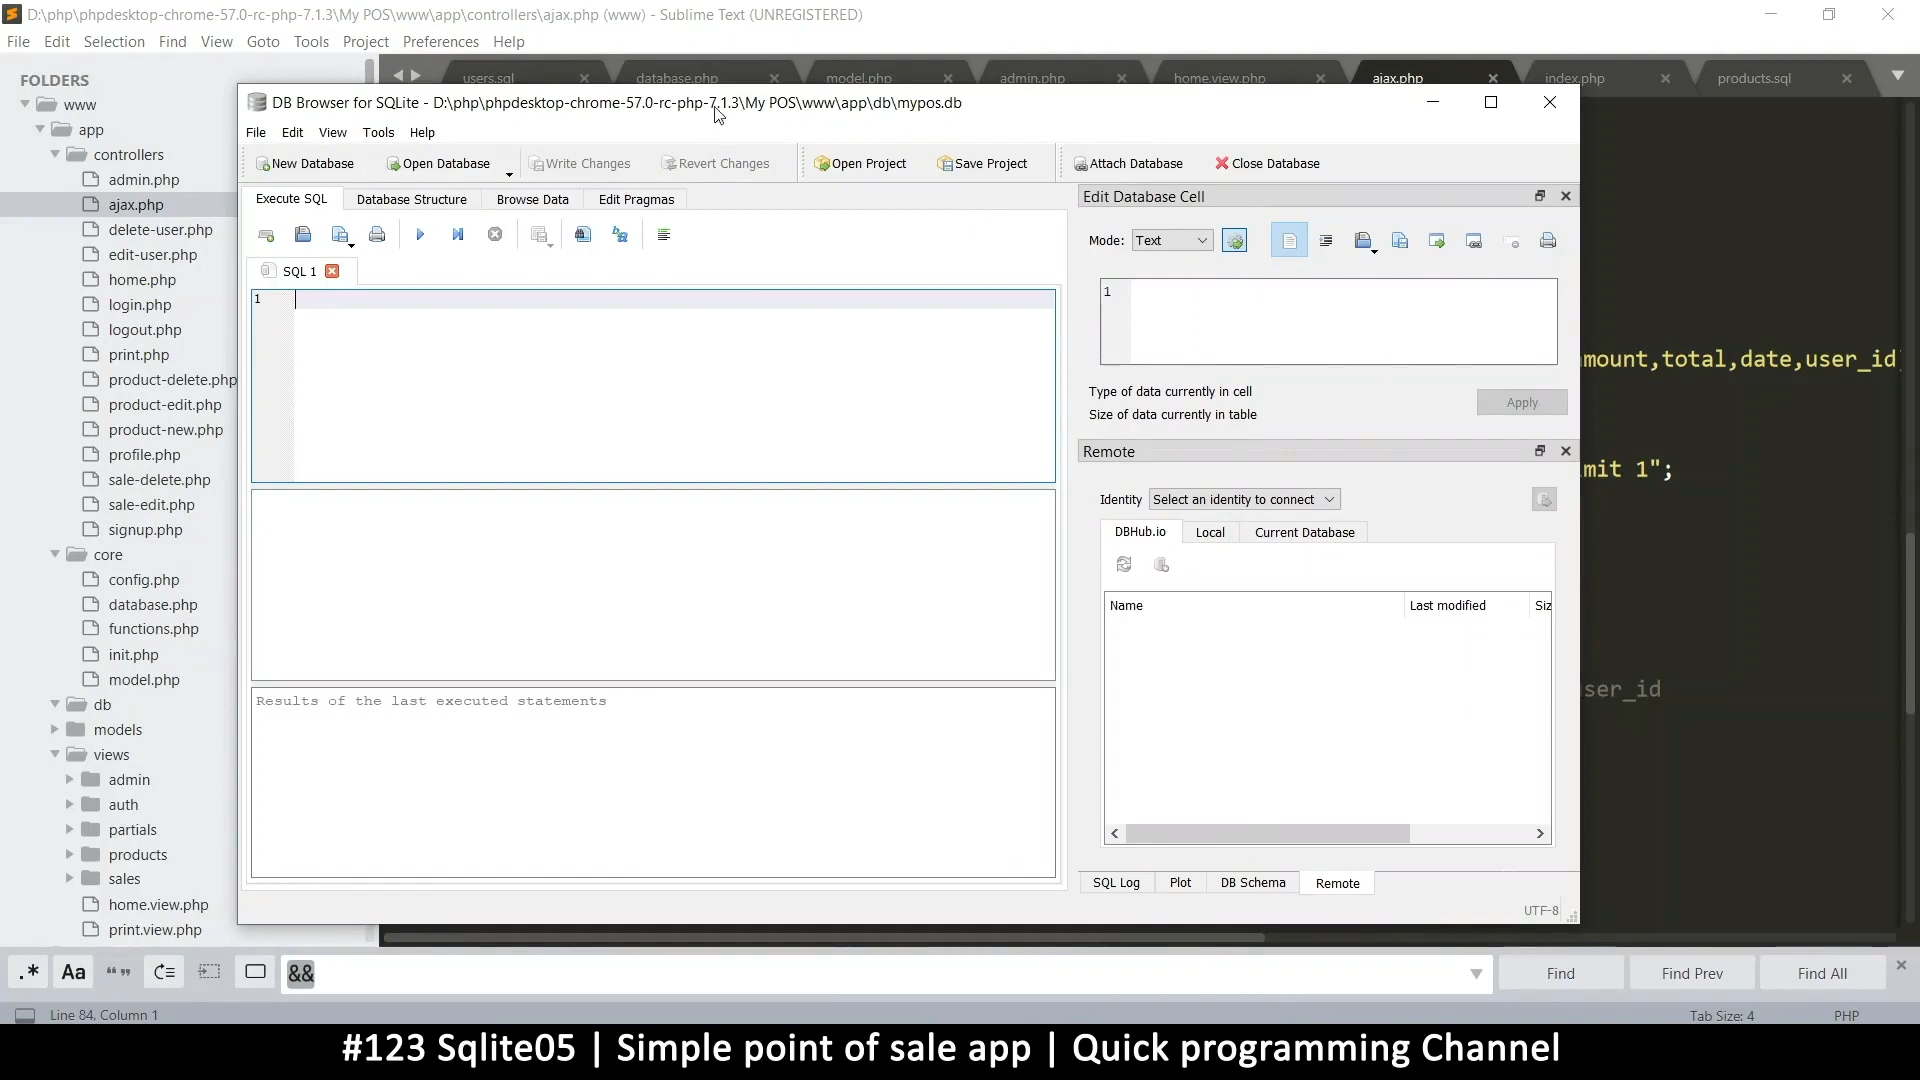 D:\php\phpdesktop-chrome-57.0-rc-php-7.1.3\My POS\www\app\controllers\ajax.php (www) - Sublime Text (UNREGISTERED)
File Edit Selection Find View Goto Tools Project Preferences Help
FOLDERS
www
app
controllers
admin.php
ajax.php
delete-user.php
edit-user.php
home.php
login.php
logout.php
print.php
product-delete.php
product-edit.php
product-new.php
profile.php
sale-delete.php
sale-edit.php
signup.php
core
config.php
database.php
functions.php
init.php
model.php
db
models
views
admin
auth
partials
products
sales
home.view.php
print.view.php
users.sql database.php model.php admin.php home.view.php ajax.php index.php products.sql
DB Browser for SQLite - D:\php\phpdesktop-chrome-57.0-rc-php-7.1.3\My POS\www\app\db\mypos.db
File Edit View Tools Help
New Database Open Database Write Changes Revert Changes Open Project Save Project Attach Database Close Database
Execute SQL Database Structure Browse Data Edit Pragmas
SQL 1
1
Results of the last executed statements
Edit Database Cell
Mode: Text
1
Type of data currently in cell
Size of data currently in table
Apply
Remote
Identity Select an identity to connect
DBHub.io Local Current Database
Name Last modified Siz
SQL Log Plot DB Schema Remote
UTF-8
mount,total,date,user_id
mit 1";
ser_id
.* Aa “” && Find Find Prev Find All
Line 84, Column 1 Tab Size: 4 PHP
#123 Sqlite05 | Simple point of sale app | Quick programming Channel